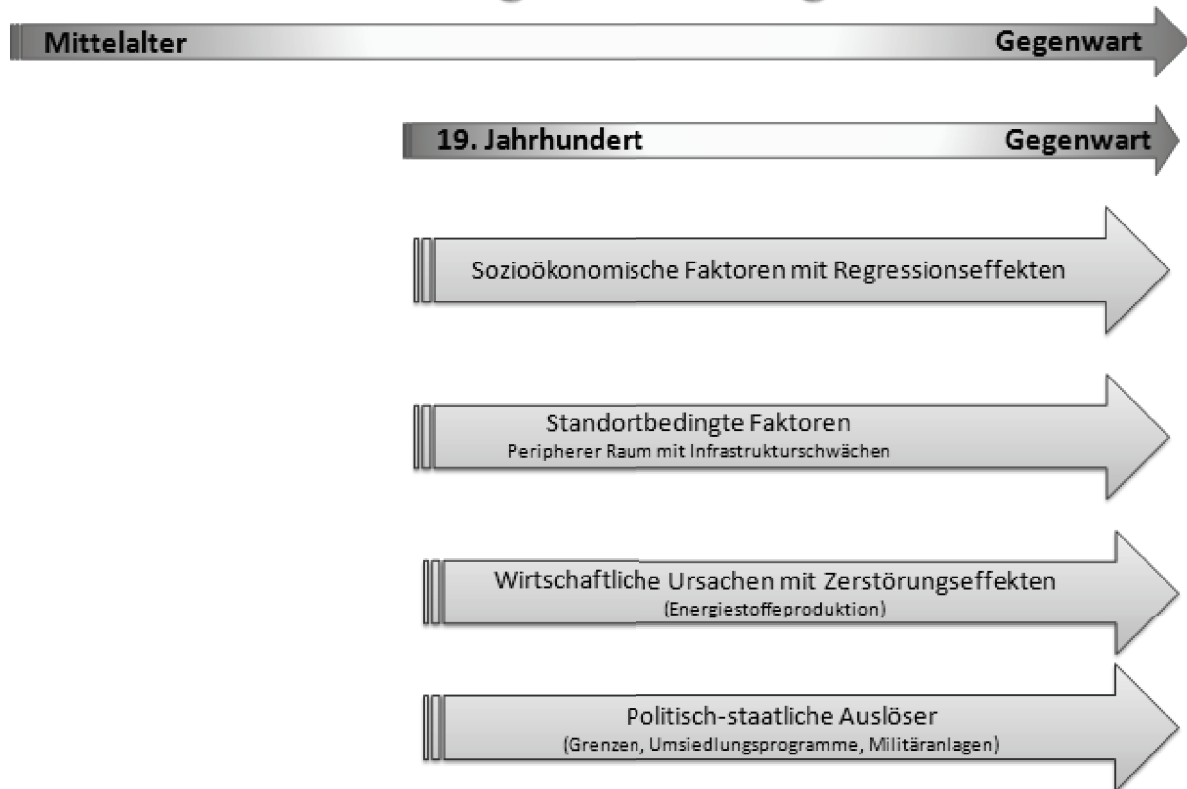 Mittelalter Gegenwart
19. Jahrhundert Gegenwart
Sozioökonomische Faktoren mit Regressionseffekten
Standortbedingte Faktoren
Peripherer Raum mit Infrastrukturschwächen
Wirtschaftliche Ursachen mit Zerstörungseffekten
(Energiestoffeproduktion)
Politisch-staatliche Auslöser
(Grenzen, Umsiedlungsprogramme, Militäranlagen)